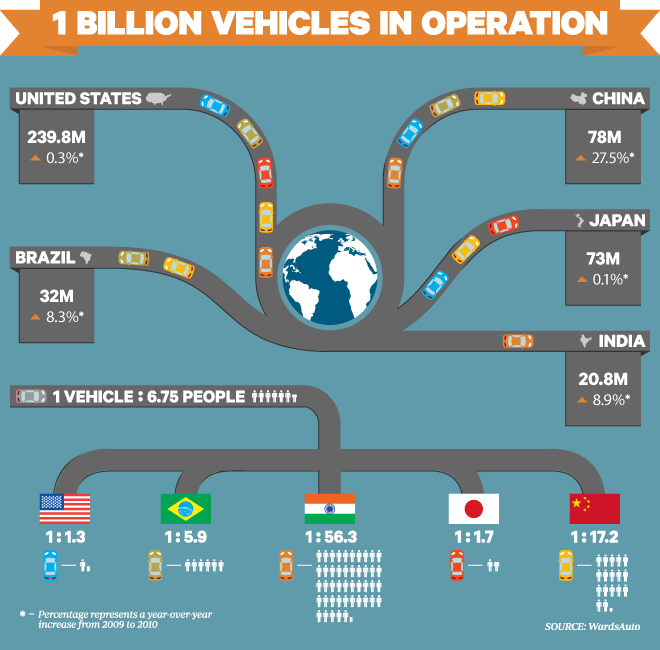 1 BILLION VEHICLES IN OPERATION
UNITED STATES
239.8M
0.3%*
CHINA
78M
27.5%*
JAPAN
73M
0.1%*
BRAZIL
32M
8.3%*
INDIA
20.8M
8.9%*
1 VEHICLE : 6.75 PEOPLE
1 : 1.3
1 : 5.9
1 : 56.3
1 : 1.7
1 : 17.2
* – Percentage represents a year-over-year
increase from 2009 to 2010
SOURCE: WardsAuto